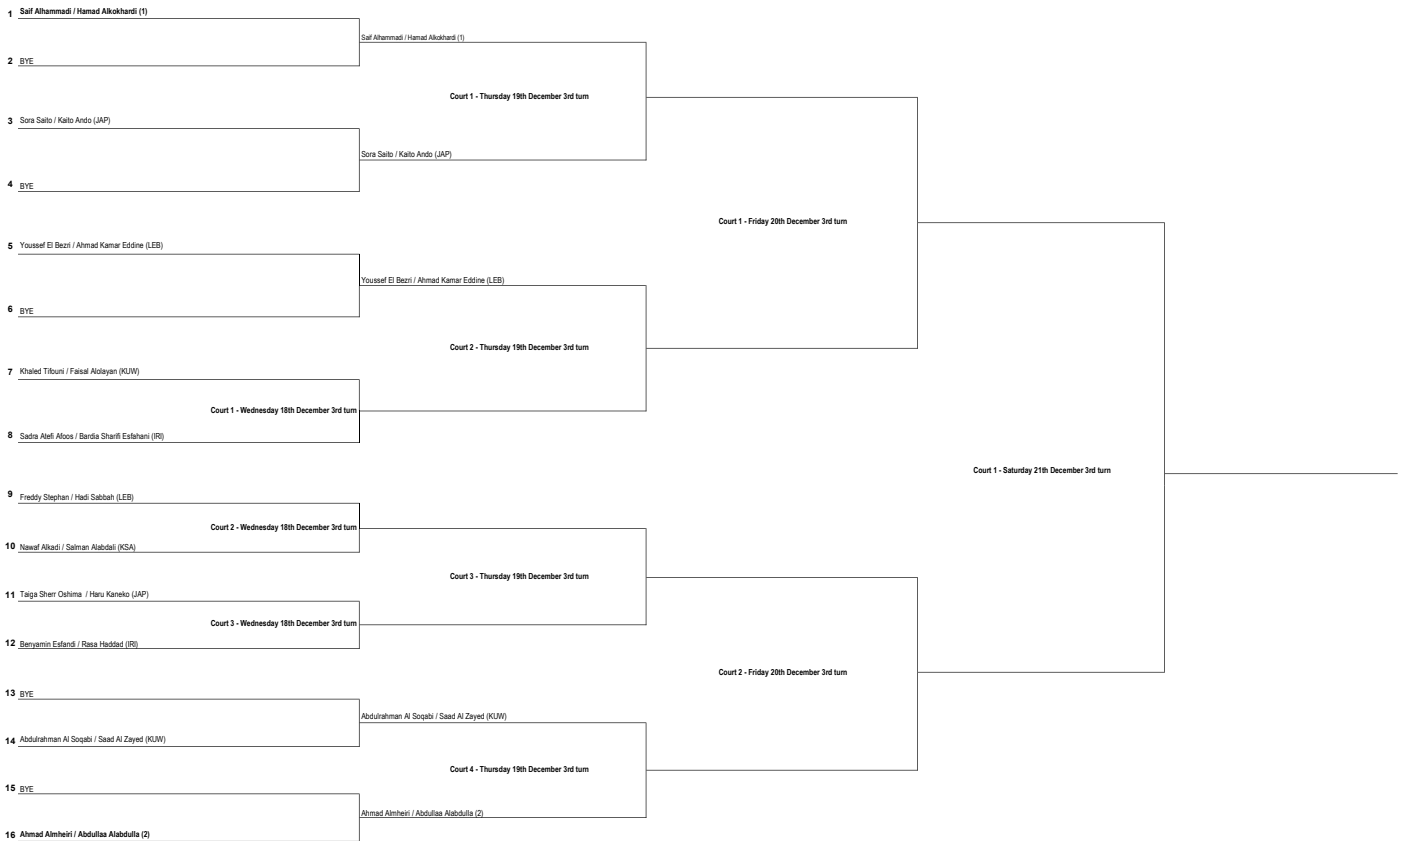 1 Saif Alhammadi / Hamad Alkokhardi (1)
Saif Alhammadi / Hamad Alkokhardi (1)
2 BYE
Court 1 - Thursday 19th December 3rd turn
3 Sora Saito / Kaito Ando (JAP)
Sora Saito / Kaito Ando (JAP)
4 BYE
Court 1 - Friday 20th December 3rd turn
5 Youssef El Bezri / Ahmad Kamar Eddine (LEB)
Youssef El Bezri / Ahmad Kamar Eddine (LEB)
6 BYE
Court 2 - Thursday 19th December 3rd turn
7 Khaled Tifouni / Faisal Alolayan (KUW)
Court 1 - Wednesday 18th December 3rd turn
8 Sadra Atefi Afoos / Bardia Sharifi Esfahani (IRI)
Court 1 - Saturday 21th December 3rd turn
9 Freddy Stephan / Hadi Sabbah (LEB)
Court 2 - Wednesday 18th December 3rd turn
10 Nawaf Alkadi / Salman Alabdali (KSA)
Court 3 - Thursday 19th December 3rd turn
11 Taiga Sherr Oshima / Haru Kaneko (JAP)
Court 3 - Wednesday 18th December 3rd turn
12 Benyamin Esfandi / Rasa Haddad (IRI)
Court 2 - Friday 20th December 3rd turn
13 BYE
Abdulrahman Al Soqabi / Saad Al Zayed (KUW)
14 Abdulrahman Al Soqabi / Saad Al Zayed (KUW)
Court 4 - Thursday 19th December 3rd turn
15 BYE
Ahmad Almheiri / Abdullaa Alabdulla (2)
16 Ahmad Almheiri / Abdullaa Alabdulla (2)